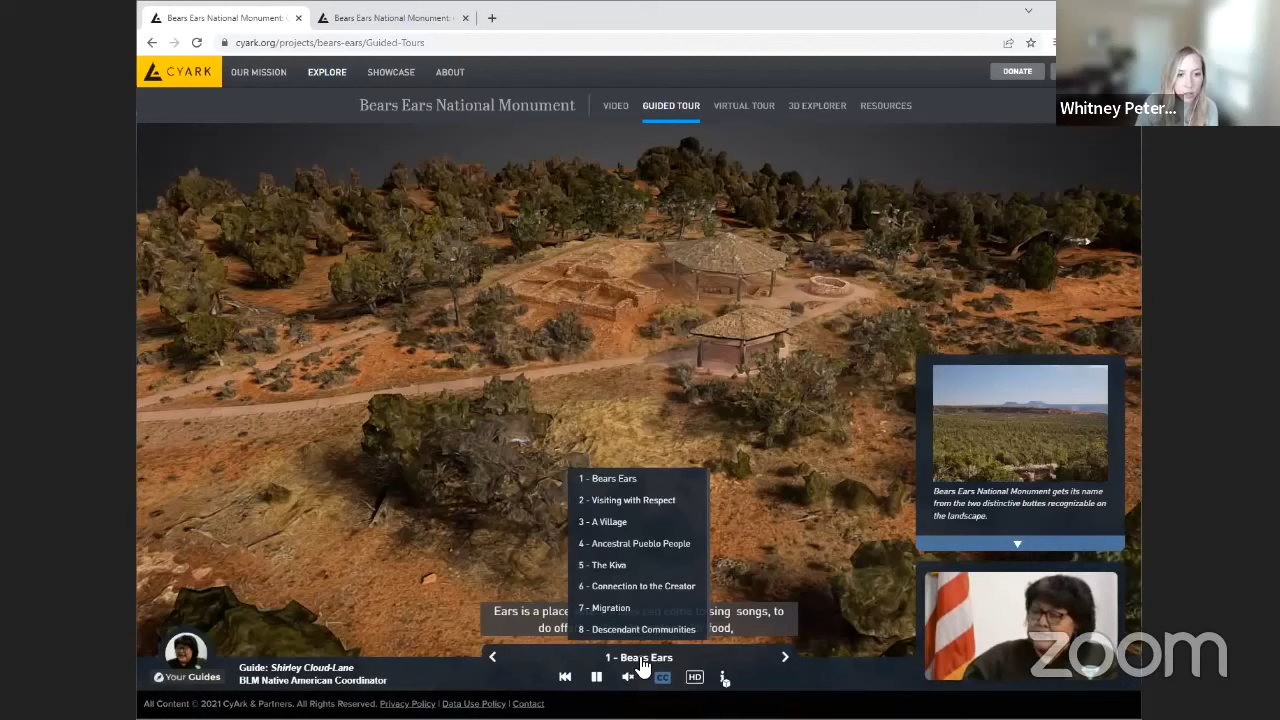 Bears Ears National Monument:
Bears Ears National Monument:
cyark.org/projects/bears-ears/Guided-Tours
CYARK
OUR MISSION
EXPLORE
SHOWCASE
ABOUT
DONATE
Whitney Peter...
Bears Ears National Monument
VIDEO
GUIDED TOUR
VIRTUAL TOUR
3D EXPLORER
RESOURCES
Bears Ears National Monument gets its name
from the two distinctive buttes recognizable on
the landscape.
1 - Bears Ears
2 - Visiting with Respect
3 - A Village
4 - Ancestral Pueblo People
5 - The Kiva
6 - Connection to the Creator
7 - Migration
8 - Descendant Communities
Ears is a place sing songs, to
do food,
1 - Bears Ears
CC
HD
Your Guides
Guide: Shirley Cloud-Lane
BLM Native American Coordinator
zoom
All Content © 2021 CyArk & Partners. All Rights Reserved. Privacy Policy | Data Use Policy | Contact